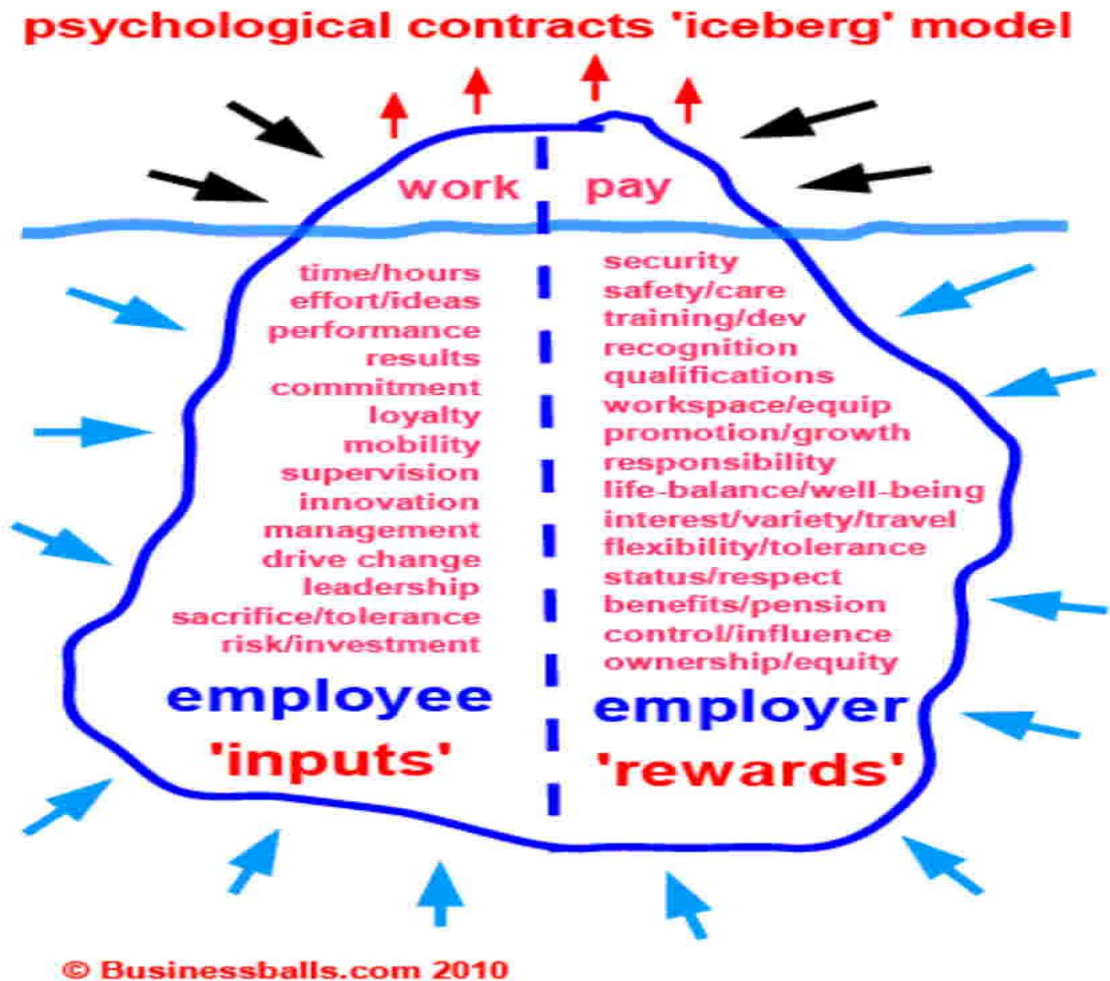 psychological contracts 'iceberg' model
work
pay
time/hours
effort/ideas
performance
results
commitment
loyalty
mobility
supervision
innovation
management
drive change
leadership
sacrifice/tolerance
risk/investment
employee
'inputs'
security
safety/care
training/dev
recognition
qualifications
workspace/equip
promotion/growth
responsibility
life-balance/well-being
interest/variety/travel
flexibility/tolerance
status/respect
benefits/pension
control/influence
ownership/equity
employer
'rewards'
© Businessballs.com 2010